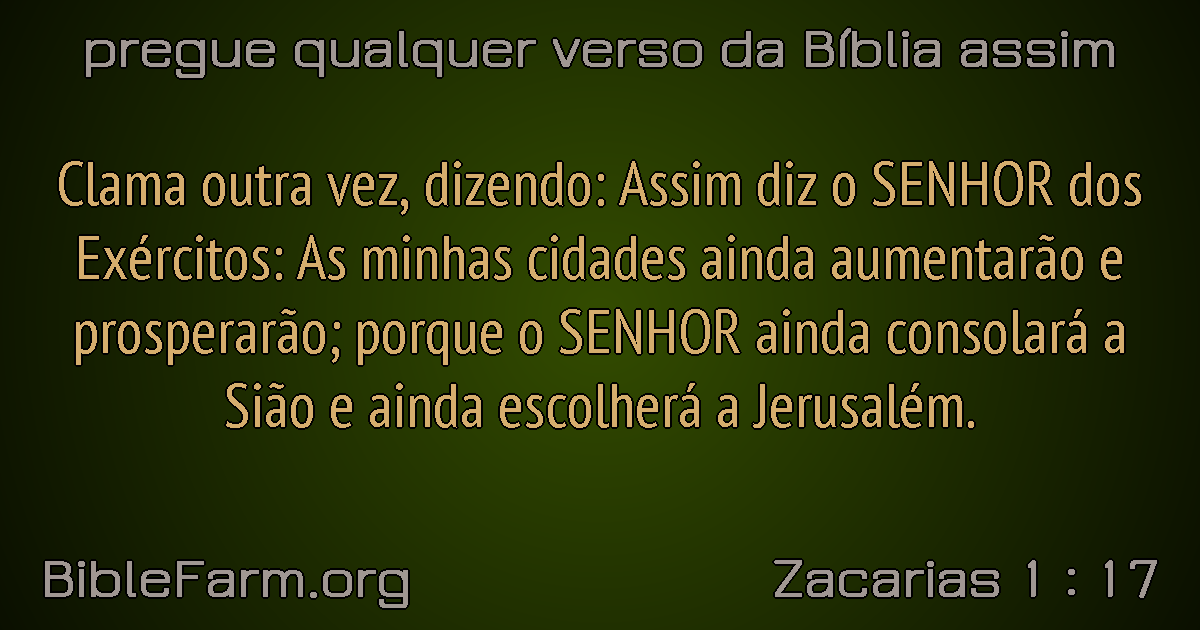 pregue qualquer verso da Bíblia assim
Clama outra vez, dizendo: Assim diz o SENHOR dos
Exércitos: As minhas cidades ainda aumentarão e
prosperarão; porque o SENHOR ainda consolará a
Sião e ainda escolherá a Jerusalém.
BibleFarm.org
Zacarias 1 : 17